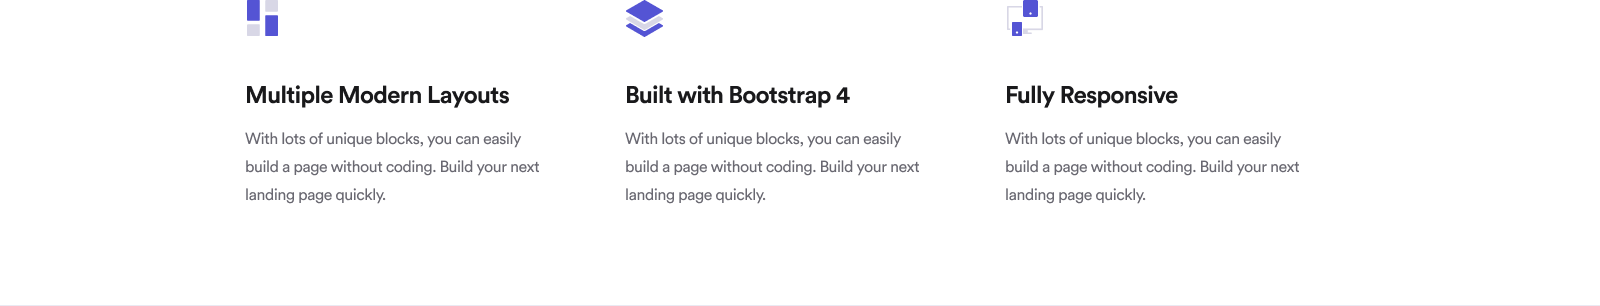 Multiple Modern Layouts
With lots of unique blocks, you can easily
build a page without coding. Build your next
landing page quickly.
Built with Bootstrap 4
With lots of unique blocks, you can easily
build a page without coding. Build your next
landing page quickly.
Fully Responsive
With lots of unique blocks, you can easily
build a page without coding. Build your next
landing page quickly.